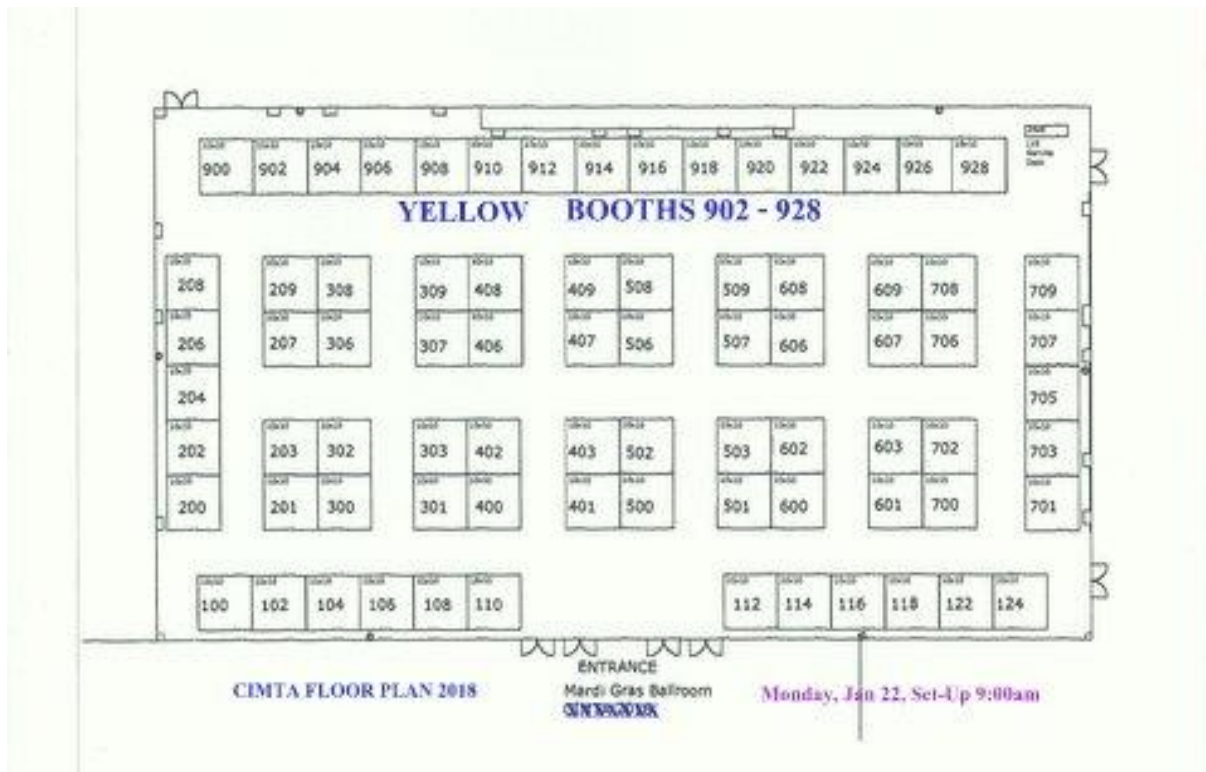 900 902 904 906 908 910 912 914 916 918 920 922 924 926 928
YELLOW BOOTHS 902 - 928
208 209 308 309 408 409 508 509 608 609 708 709
206 207 306 307 406 407 506 507 606 607 706 707
204 705
202 203 302 303 402 403 502 503 602 603 702 703
200 201 300 301 400 401 500 501 600 601 700 701
100 102 104 106 108 110 112 114 116 118 122 124
ENTRANCE
CIMTA FLOOR PLAN 2018 Mardi Gras Ballroom Monday, Jan 22, Set-Up 9:00am